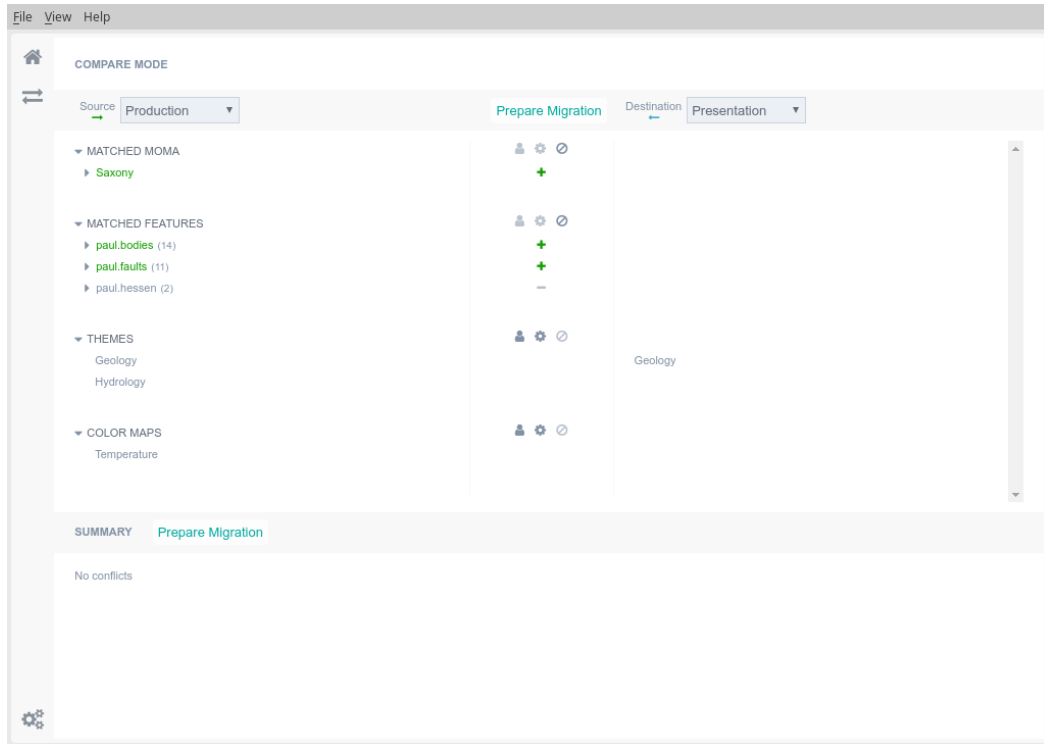 File View Help
COMPARE MODE
Source Production Prepare Migration Destination Presentation
MATCHED MOMA
Saxony
MATCHED FEATURES
paul.bodies (14)
paul.faults (11)
paul.hessen (2)
THEMES
Geology Geology
Hydrology
COLOR MAPS
Temperature
SUMMARY Prepare Migration
No conflicts